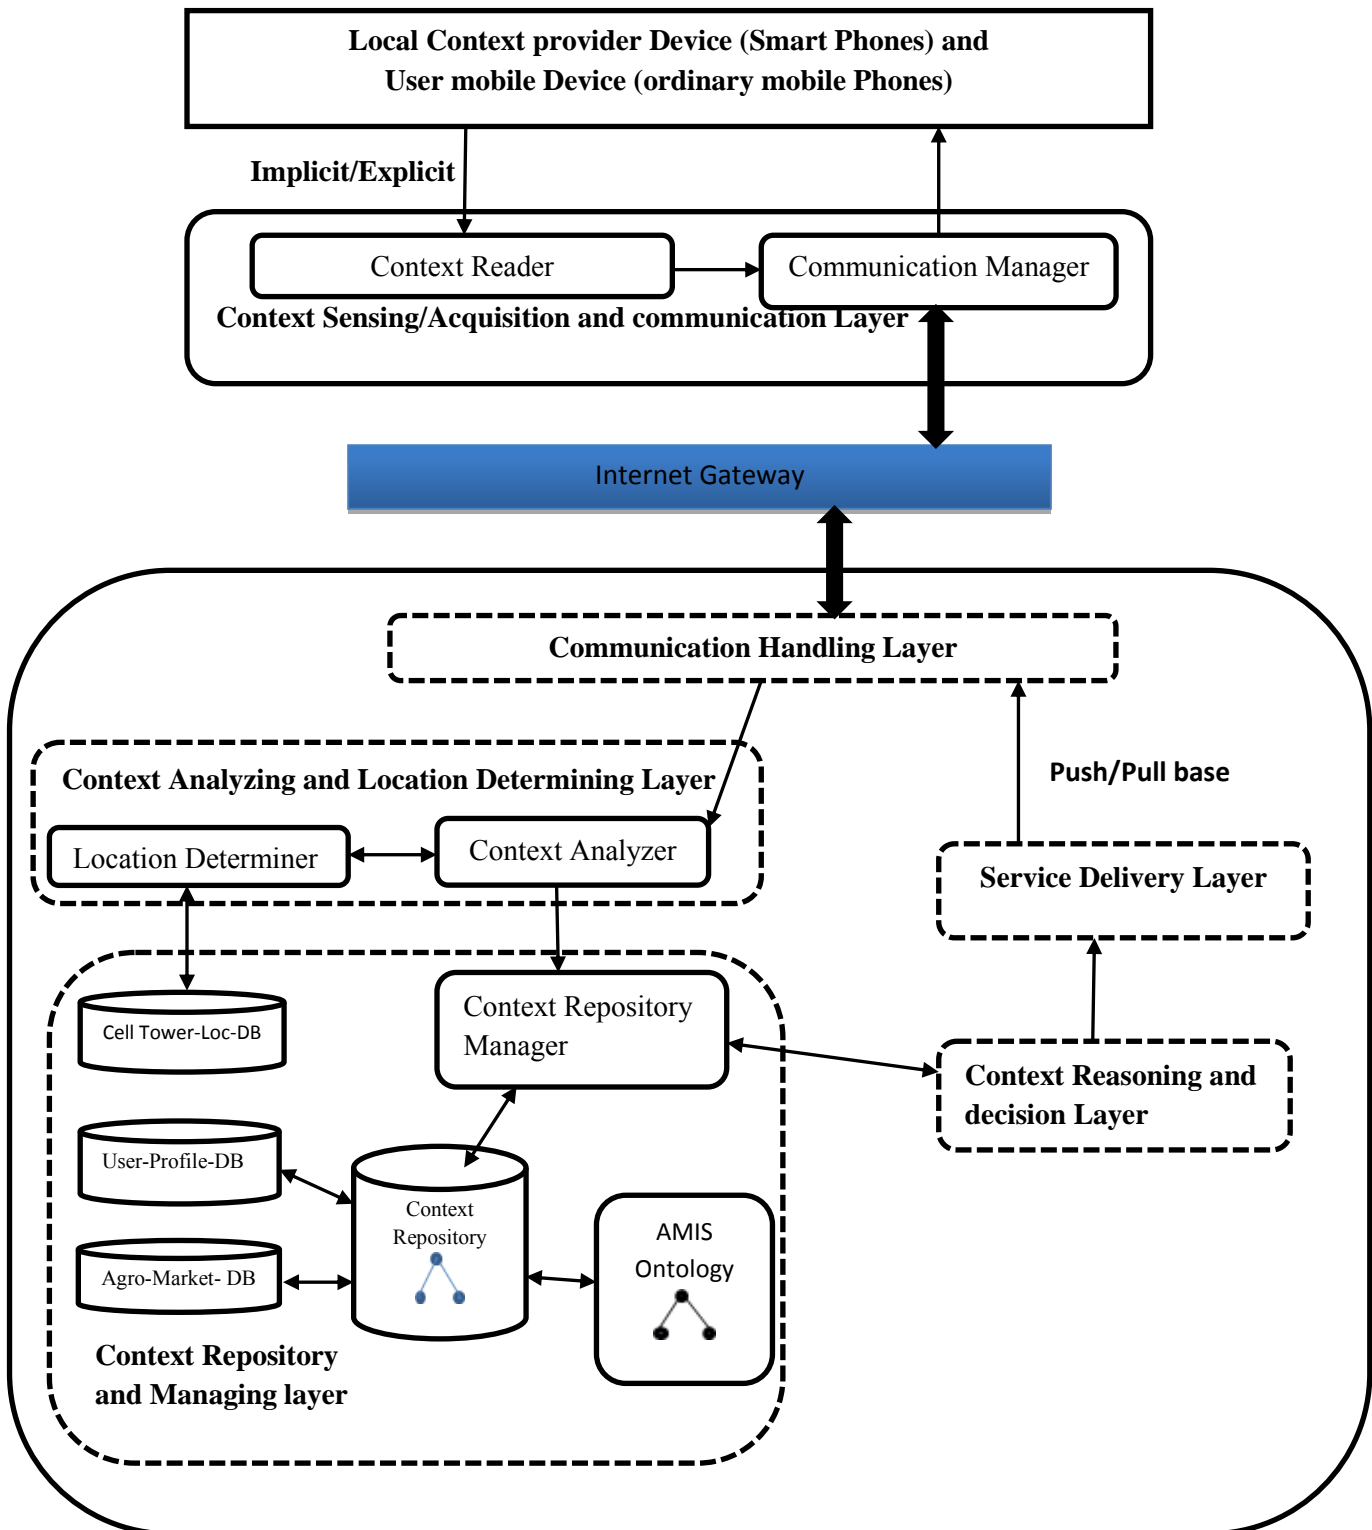 Local Context provider Device (Smart Phones) and
User mobile Device (ordinary mobile Phones)
Implicit/Explicit
Context Reader
Communication Manager
Context Sensing/Acquisition and communication Layer
Internet Gateway
Communication Handling Layer
Context Analyzing and Location Determining Layer
Push/Pull base
Location Determiner
Context Analyzer
Service Delivery Layer
Context Repository
Manager
Cell Tower-Loc-DB
Context Reasoning and
decision Layer
User-Profile-DB
Context
Repository
AMIS
Ontology
Agro-Market- DB
Context Repository
and Managing layer